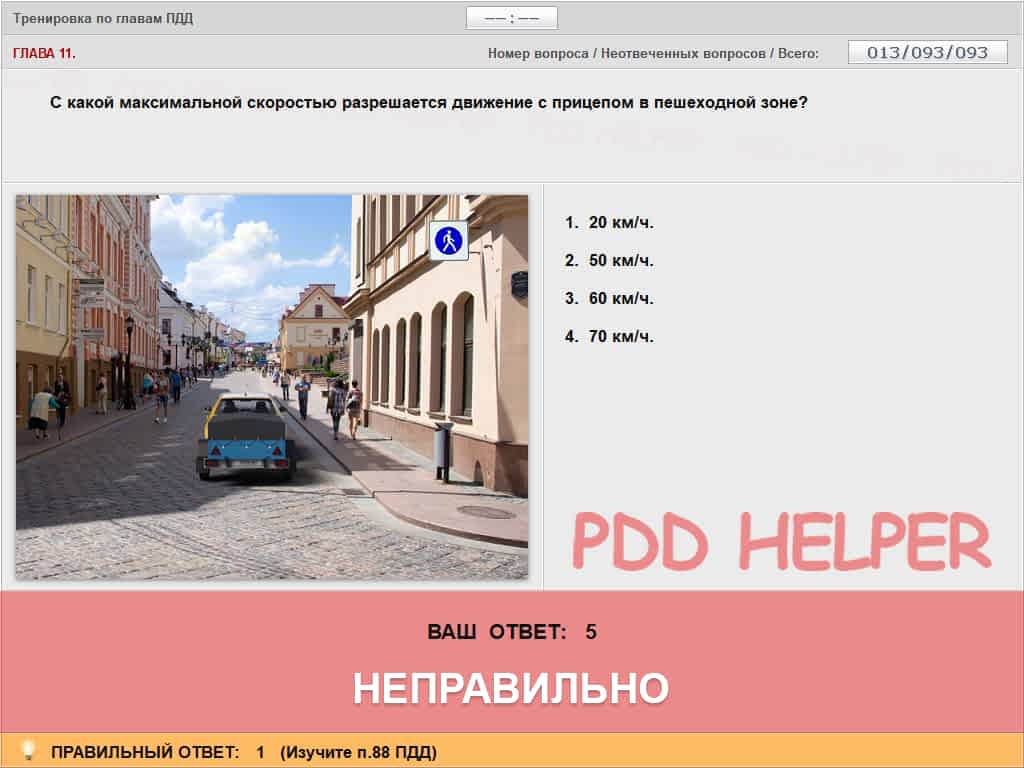 Тренировка по главам ПДД
—— : ——
ГЛАВА 11.
Номер вопроса / Неотвеченных вопросов / Всего: 013/093/093
С какой максимальной скоростью разрешается движение с прицепом в пешеходной зоне?
1. 20 км/ч.
2. 50 км/ч.
3. 60 км/ч.
4. 70 км/ч.
PDD HELPER
ВАШ ОТВЕТ: 5
НЕПРАВИЛЬНО
ПРАВИЛЬНЫЙ ОТВЕТ: 1 (Изучите п.88 ПДД)